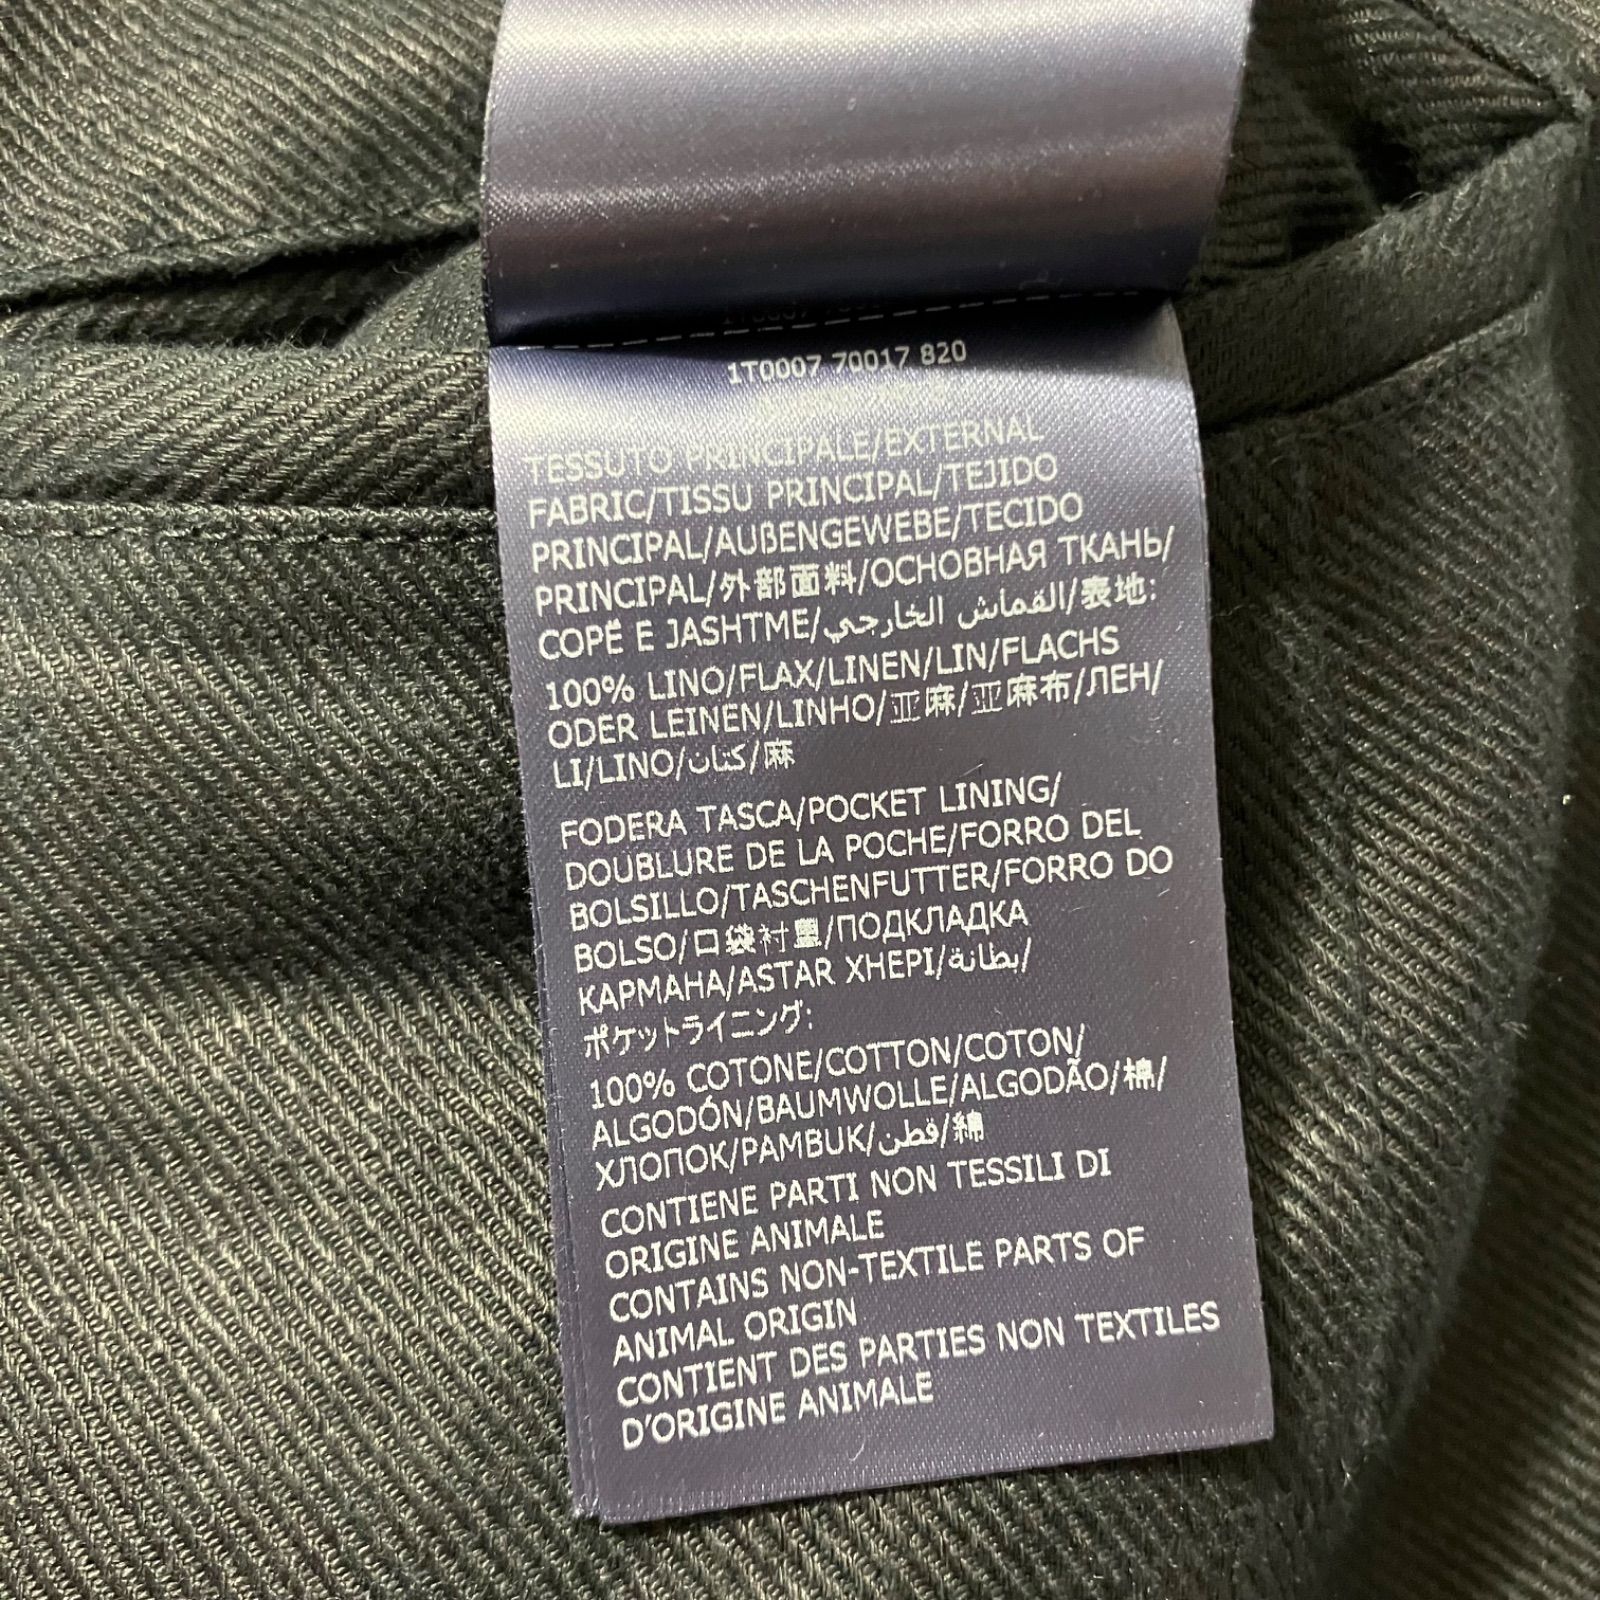 1T0007 70017 820
TESSUTO PRINCIPALE/EXTERNAL
FABRIC/TISSU PRINCIPAL/TEJIDO
PRINCIPAL/AUßENGEWEBE/TECIDO
PRINCIPAL/外部面料/ОСНОВНАЯ ТКАНЬ/
COPÉ E JASHTME/القماش الخارجي/表地:
100% LINO/FLAX/LINEN/LIN/FLACHS
ODER LEINEN/LINHO/亚麻/亚麻布/ЛЕН/
LI/LINO/كتان/麻
FODERA TASCA/POCKET LINING/
DOUBLURE DE LA POCHE/FORRO DEL
BOLSILLO/TASCHENFUTTER/FORRO DO
BOLSO/口袋衬里/ПОДКЛАДКА
КАРМАНА/ASTAR XHEPI/بطانة/
ポケットライニング:
100% COTONE/COTTON/COTON/
ALGODÓN/BAUMWOLLE/ALGODÃO/棉/
ХЛОПОК/PAMBUK/قطن/綿
CONTIENE PARTI NON TESSILI DI
ORIGINE ANIMALE
CONTAINS NON-TEXTILE PARTS OF
ANIMAL ORIGIN
CONTIENT DES PARTIES NON TEXTILES
D'ORIGINE ANIMALE